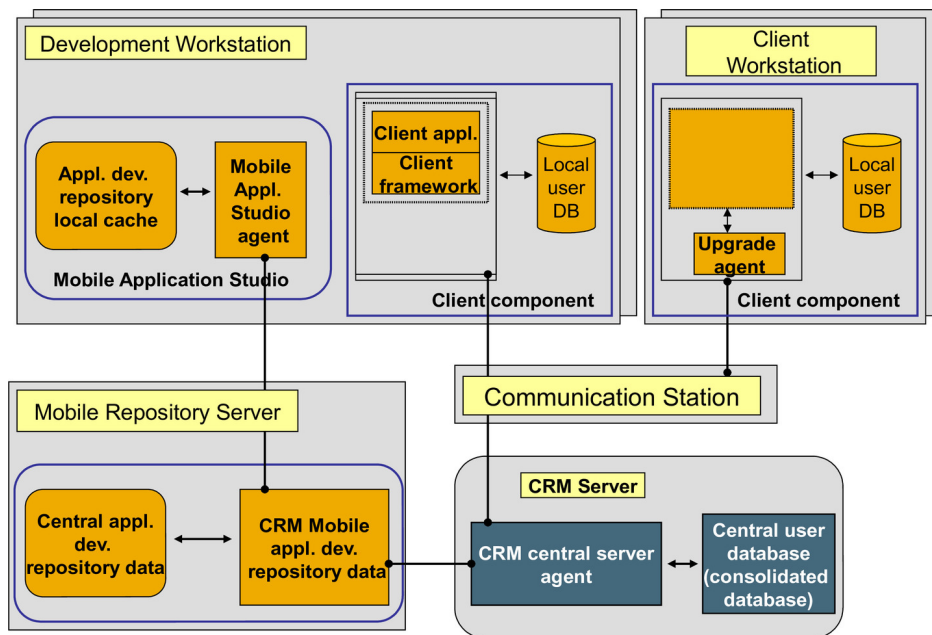 Development Workstation
Client
Workstation
Appl. dev.
repository
local cache
Mobile
Appl.
Studio
agent
Mobile Application Studio
Client appl.
Client
framework
Local
user
DB
Client component
Upgrade
agent
Local
user
DB
Client component
Mobile Repository Server
Communication Station
Central appl.
dev.
repository data
CRM Mobile
appl. dev.
repository data
CRM Server
CRM central server
agent
Central user
database
(consolidated
database)